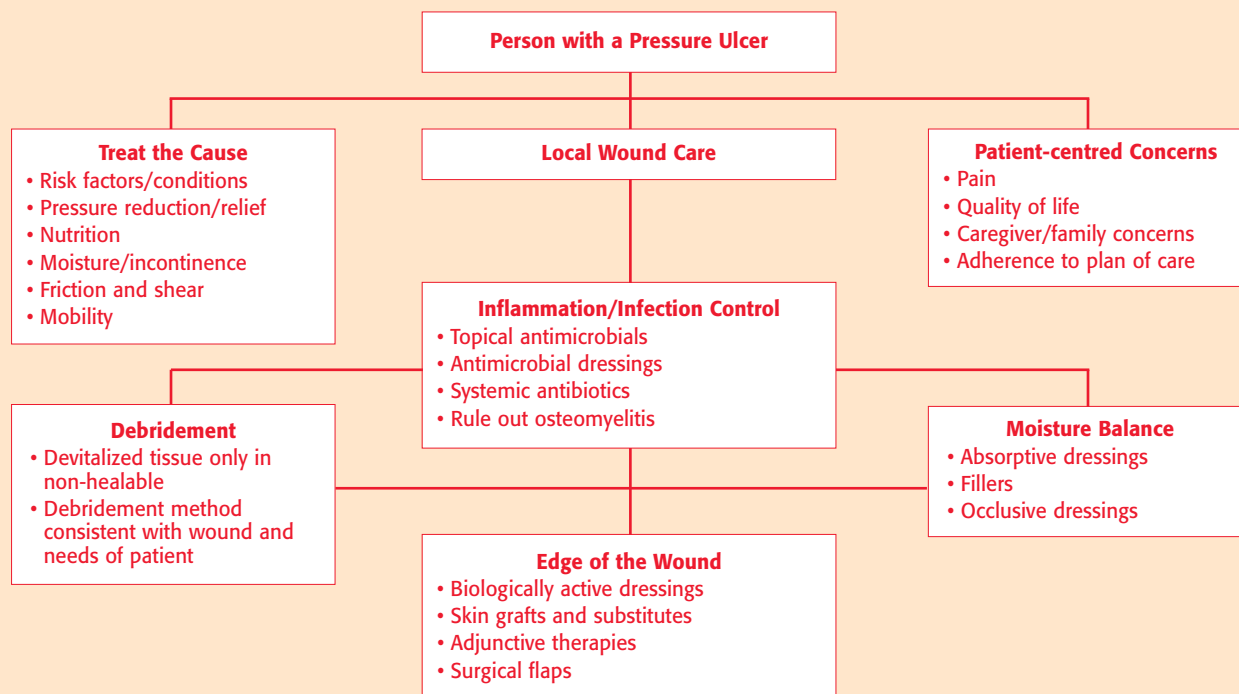 Person with a Pressure Ulcer
Treat the Cause
• Risk factors/conditions
• Pressure reduction/relief
• Nutrition
• Moisture/incontinence
• Friction and shear
• Mobility
Local Wound Care
Patient-centred Concerns
• Pain
• Quality of life
• Caregiver/family concerns
• Adherence to plan of care
Inflammation/Infection Control
• Topical antimicrobials
• Antimicrobial dressings
• Systemic antibiotics
• Rule out osteomyelitis
Debridement
• Devitalized tissue only in
non-healable
• Debridement method
consistent with wound and
needs of patient
Moisture Balance
• Absorptive dressings
• Fillers
• Occlusive dressings
Edge of the Wound
• Biologically active dressings
• Skin grafts and substitutes
• Adjunctive therapies
• Surgical flaps